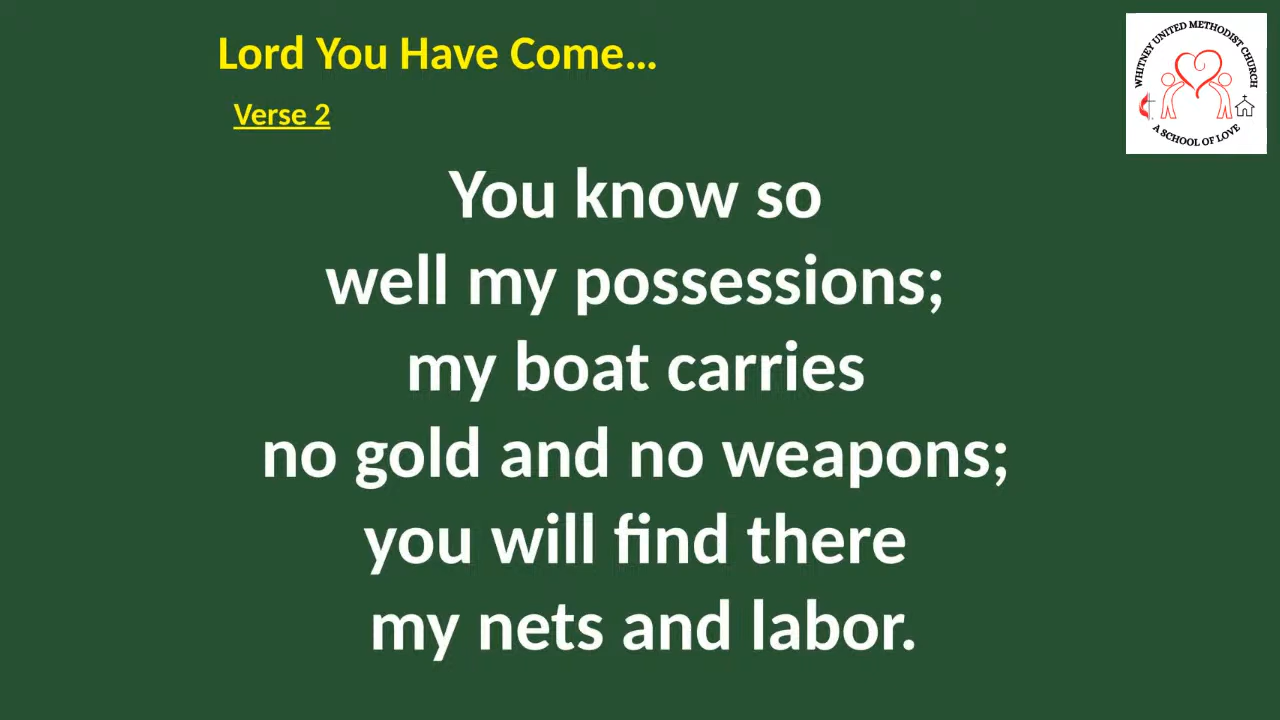 Lord You Have Come…
Verse 2
WHITNEY UNITED METHODIST CHURCH
A SCHOOL OF LOVE
You know so
well my possessions;
my boat carries
no gold and no weapons;
you will find there
my nets and labor.